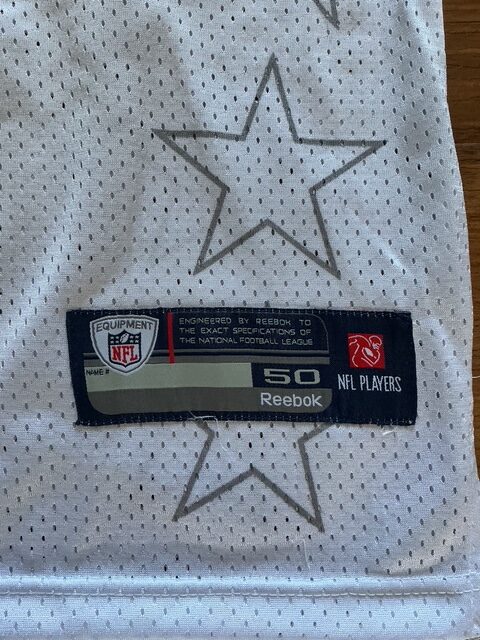 EQUIPMENT
NFL
ENGINEERED BY REEBOK TO
THE EXACT SPECIFICATIONS OF
THE NATIONAL FOOTBALL LEAGUE
NAME #
50
Reebok
NFL PLAYERS